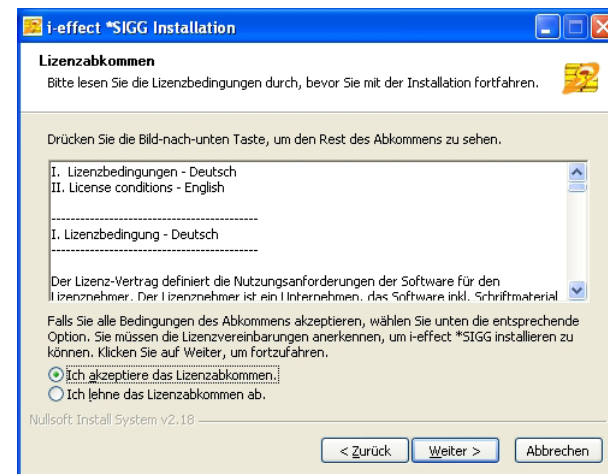 i-effect *SIGG Installation
Lizenzabkommen
Bitte lesen Sie die Lizenzbedingungen durch, bevor Sie mit der Installation fortfahren.
Drücken Sie die Bild-nach-unten Taste, um den Rest des Abkommens zu sehen.
I. Lizenzbedingungen - Deutsch
II. License conditions - English
-------------------------------------------
I. Lizenzbedingung - Deutsch
-------------------------------------------
Der Lizenz-Vertrag definiert die Nutzungsanforderungen der Software für den
Lizenznehmer. Der Lizenznehmer ist ein Unternehmen, das Software inkl. Schriftmaterial
Falls Sie alle Bedingungen des Abkommens akzeptieren, wählen Sie unten die entsprechende
Option. Sie müssen die Lizenzvereinbarungen anerkennen, um i-effect *SIGG installieren zu
können. Klicken Sie auf Weiter, um fortzufahren.
Ich akzeptiere das Lizenzabkommen.
Ich lehne das Lizenzabkommen ab.
Nullsoft Install System v2.18
< Zurück Weiter > Abbrechen